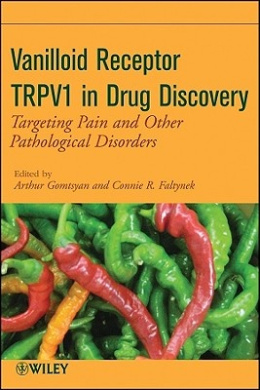 Vanilloid Receptor
TRPV1 in Drug Discovery
Targeting Pain and Other
Pathological Disorders
Edited by
Arthur Gomtsyan and Connie R. Faltynek
WILEY